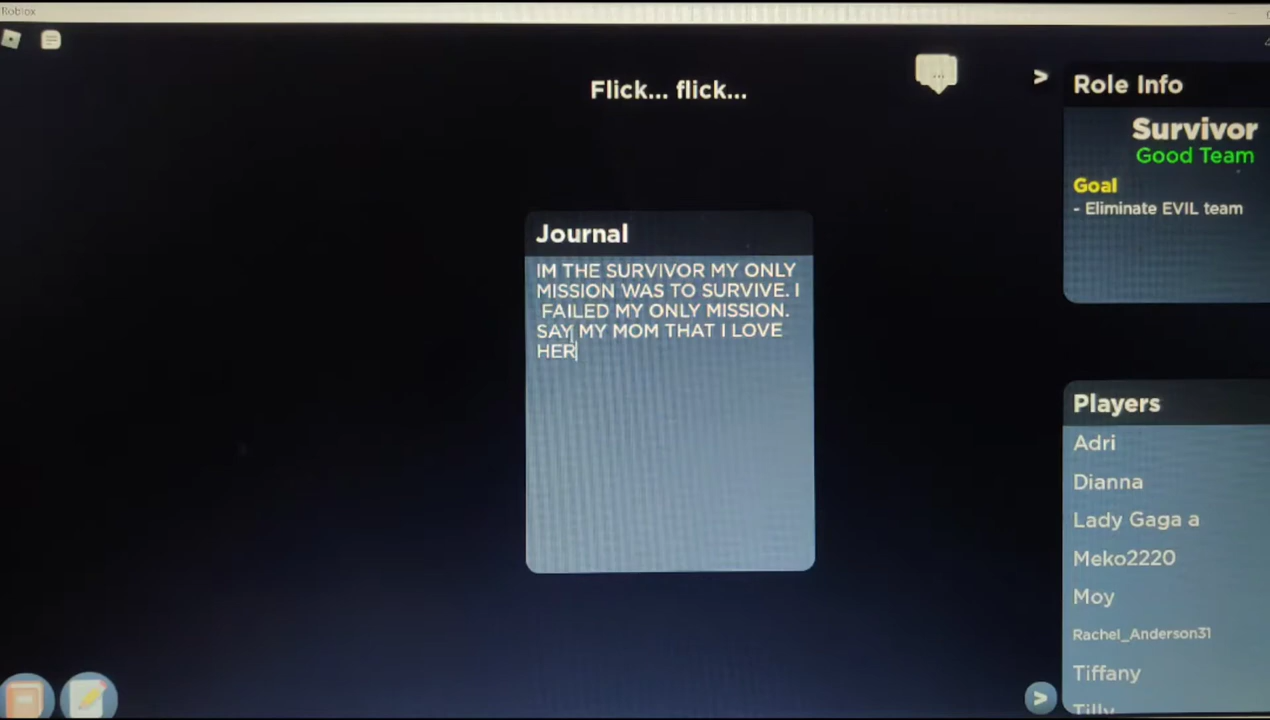 Roblox
Flick... flick...
Role Info
Survivor
Good Team
Goal
- Eliminate EVIL team
Journal
IM THE SURVIVOR MY ONLY
MISSION WAS TO SURVIVE. I
FAILED MY ONLY MISSION.
SAY MY MOM THAT I LOVE
HER
Players
Adri
Dianna
Lady Gaga a
Meko2220
Moy
Rachel_Anderson31
Tiffany
Tilly